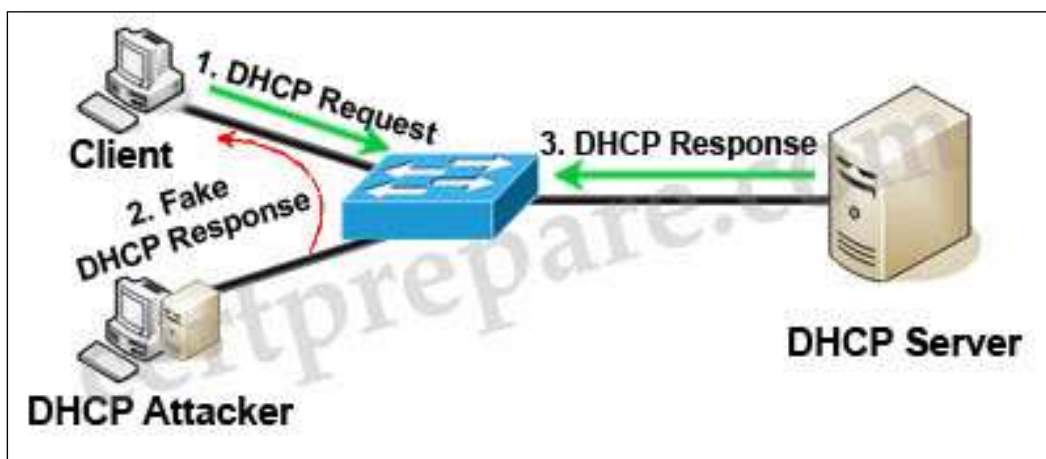 1. DHCP Request
Client
3. DHCP Response
2. Fake
DHCP Response
certprepare.com
DHCP Server
DHCP Attacker